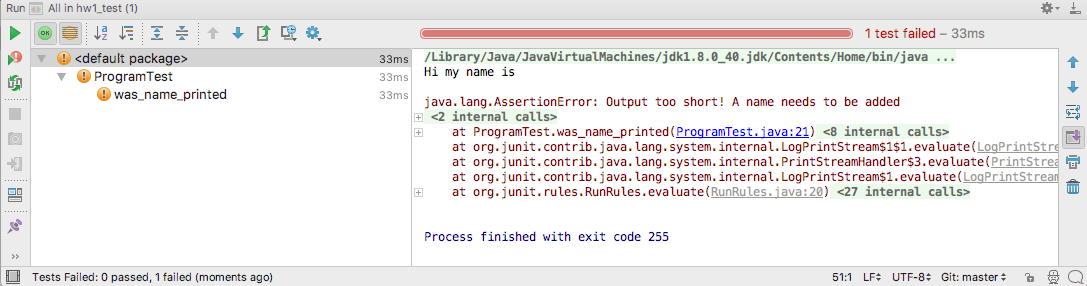 Run All in hw1_test (1)
OK
1 test failed – 33ms
<default package> 33ms
ProgramTest 33ms
was_name_printed 33ms
/Library/Java/JavaVirtualMachines/jdk1.8.0_40.jdk/Contents/Home/bin/java ...
Hi my name is
java.lang.AssertionError: Output too short! A name needs to be added
<2 internal calls>
at ProgramTest.was_name_printed(ProgramTest.java:21) <8 internal calls>
at org.junit.contrib.java.lang.system.internal.LogPrintStream$1$1.evaluate(LogPrintStre
at org.junit.contrib.java.lang.system.internal.PrintStreamHandler$3.evaluate(PrintStrea
at org.junit.contrib.java.lang.system.internal.LogPrintStream$1.evaluate(LogPrintStream
at org.junit.rules.RunRules.evaluate(RunRules.java:20) <27 internal calls>
Process finished with exit code 255
Tests Failed: 0 passed, 1 failed (moments ago) 51:1 LF UTF-8 Git: master